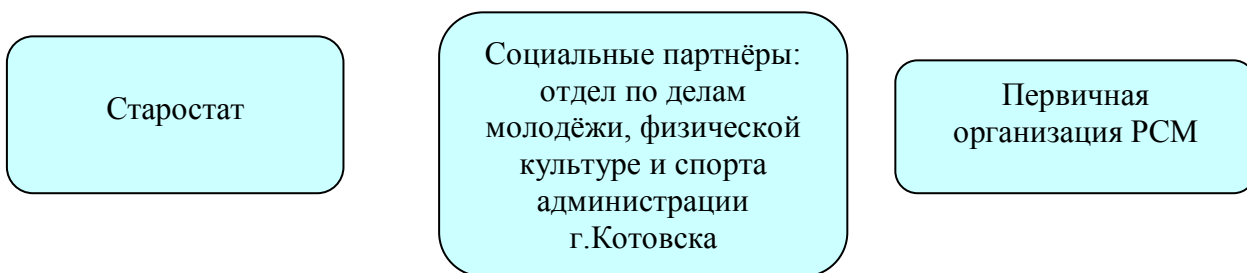 Старостат
Социальные партнёры:
отдел по делам
молодёжи, физической
культуре и спорта
администрации
г.Котовска
Первичная
организация РСМ